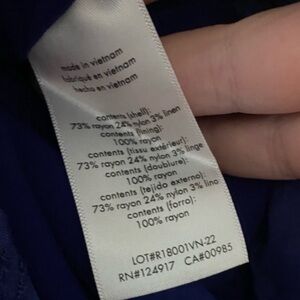 made in vietnam
fabriqué en vietnam
hecho en vietnam
contents (shell):
73% rayon 24% nylon 3% linen
contents (lining):
100% rayon
contents (tissu extérieur):
73% rayon 24% nylon 3% linge
contents (doublure):
100% rayon
contents (tejido externo):
73% rayon 24% nylon 3% lino
contents (forro):
100% rayon
LOT#R18001VN-22
RN#124917 CA#00985